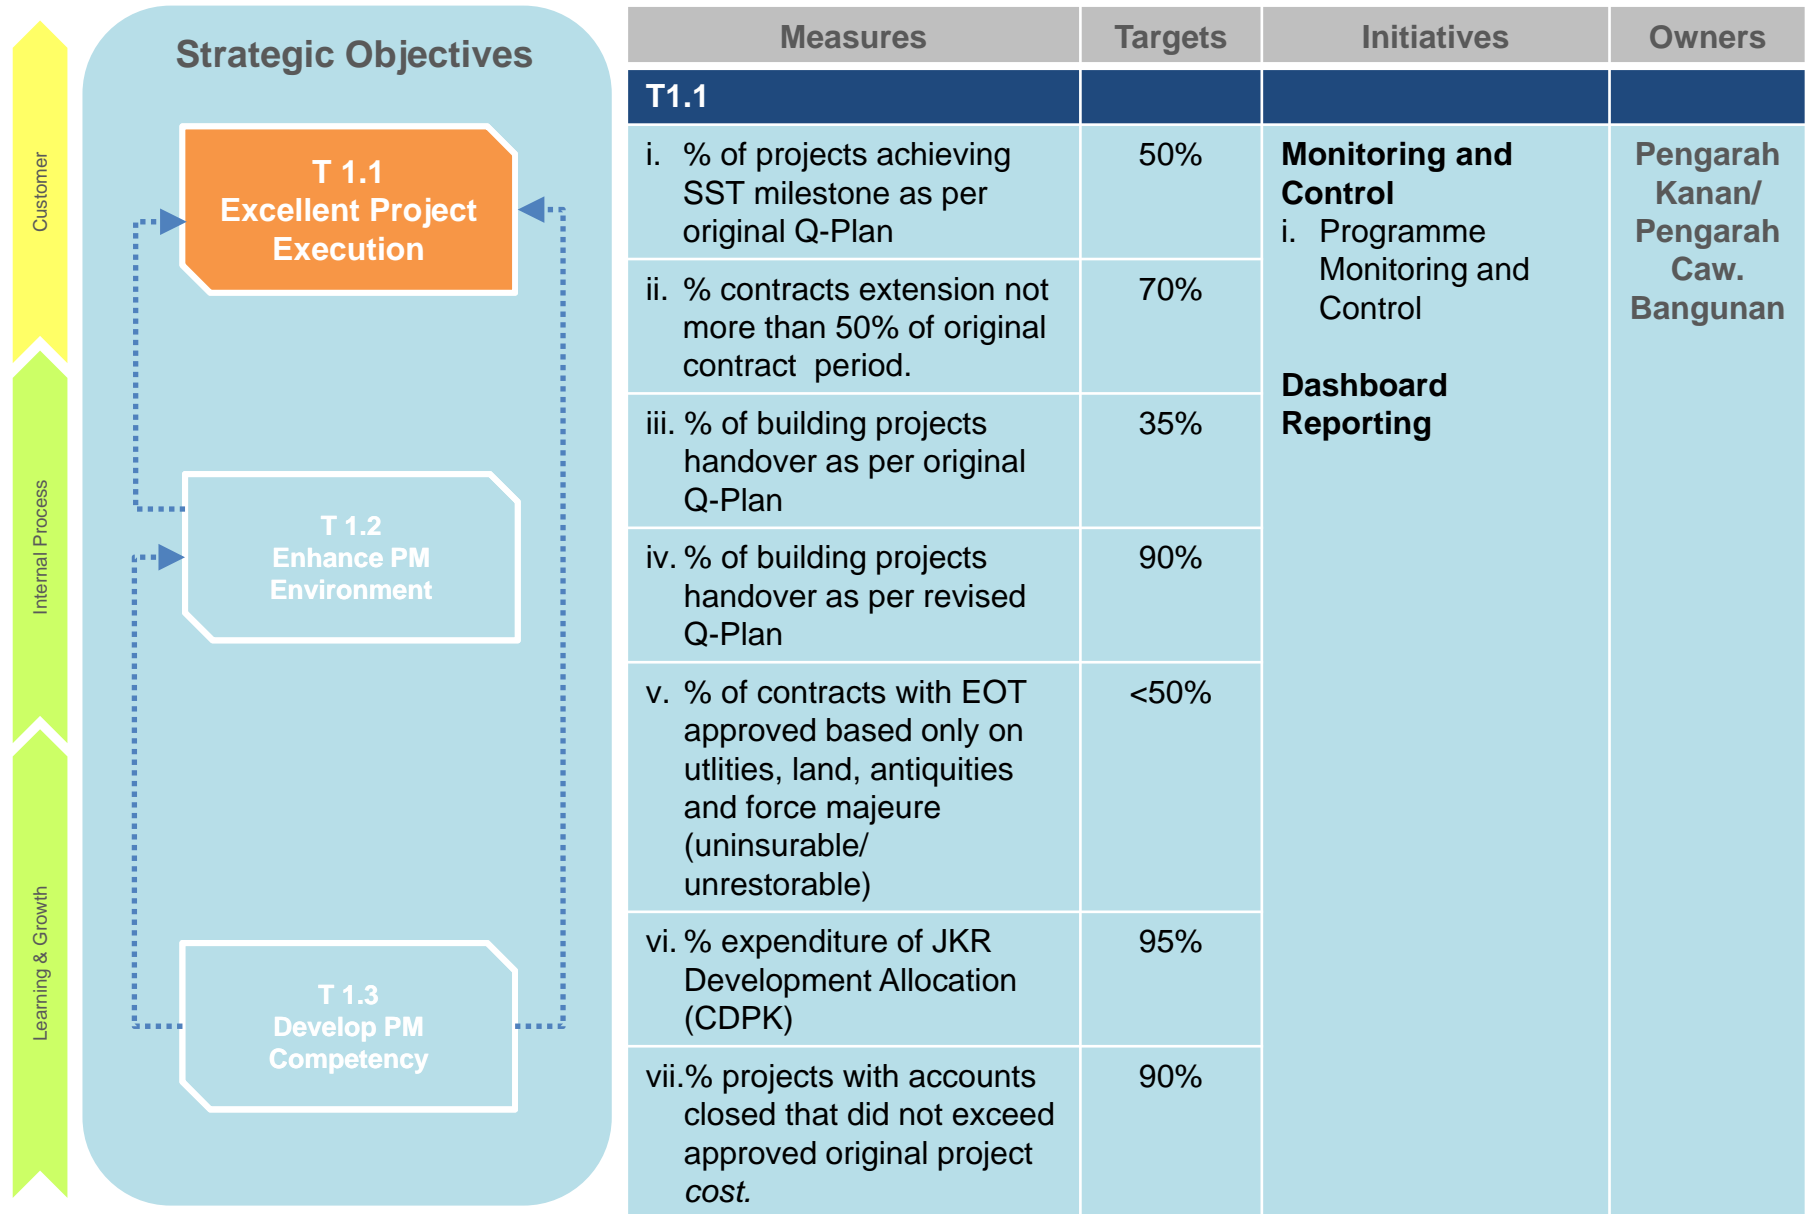 Strategic Objectives
Customer
Internal Process
Learning & Growth
T 1.1
Excellent Project
Execution
T 1.2
Enhance PM
Environment
T 1.3
Develop PM
Competency
Measures Targets Initiatives Owners
T1.1
i. % of projects achieving
SST milestone as per
original Q-Plan
50%
ii. % contracts extension not
more than 50% of original
contract period.
70%
iii. % of building projects
handover as per original
Q-Plan
35%
iv. % of building projects
handover as per revised
Q-Plan
90%
v. % of contracts with EOT
approved based only on
utlities, land, antiquities
and force majeure
(uninsurable/
unrestorable)
<50%
vi. % expenditure of JKR
Development Allocation
(CDPK)
95%
vii.% projects with accounts
closed that did not exceed
approved original project
cost.
90%
Monitoring and
Control
i. Programme
Monitoring and
Control
Dashboard
Reporting
Pengarah
Kanan/
Pengarah
Caw.
Bangunan